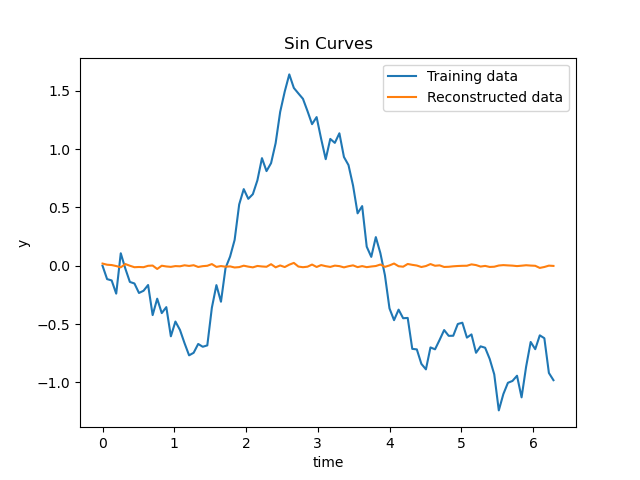 Sin Curves
Training data
Reconstructed data
y
1.5
1.0
0.5
0.0
−0.5
−1.0
0 1 2 3 4 5 6
time